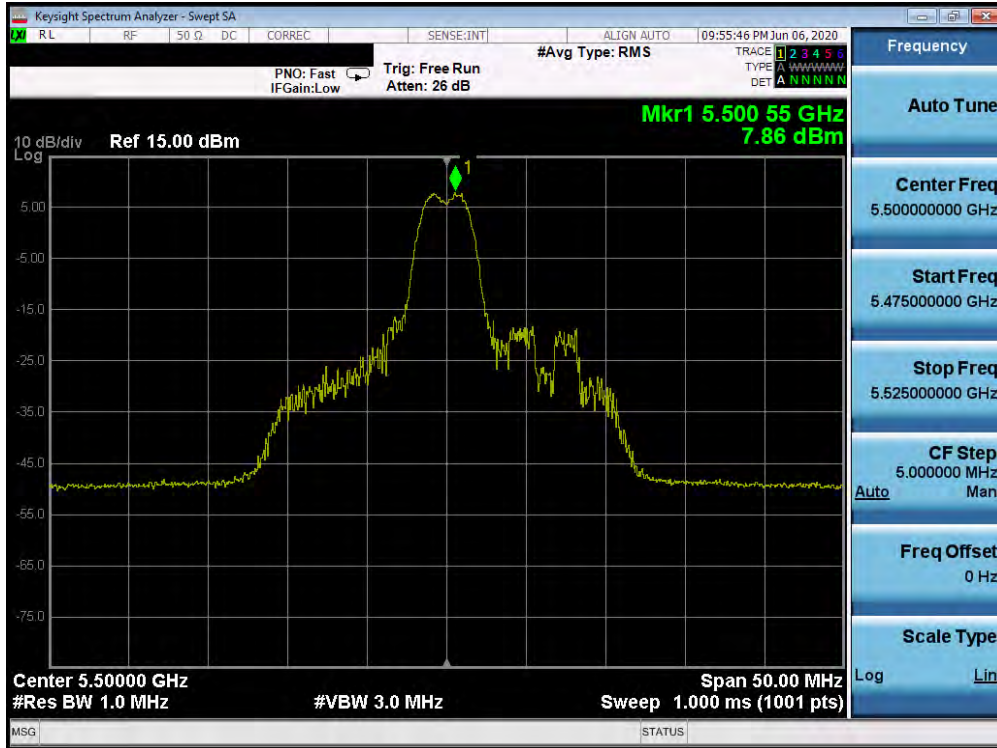 Keysight Spectrum Analyzer - Swept SA
LXI RL RF 50 Ω DC CORREC SENSE:INT ALIGN AUTO 09:55:46 PM Jun 06, 2020
#Avg Type: RMS TRACE 1 2 3 4 5 6
PNO: Fast Trig: Free Run TYPE A WWWWW
IFGain:Low Atten: 26 dB DET A N N N N N
Mkr1 5.500 55 GHz
7.86 dBm
10 dB/div Ref 15.00 dBm
Log
1
5.00
-5.00
-15.0
-25.0
-35.0
-45.0
-55.0
-65.0
-75.0
Center 5.50000 GHz Span 50.00 MHz
#Res BW 1.0 MHz #VBW 3.0 MHz Sweep 1.000 ms (1001 pts)
MSG STATUS
Frequency
Auto Tune
Center Freq
5.500000000 GHz
Start Freq
5.475000000 GHz
Stop Freq
5.525000000 GHz
CF Step
5.000000 MHz
Auto Man
Freq Offset
0 Hz
Scale Type
Log Lin